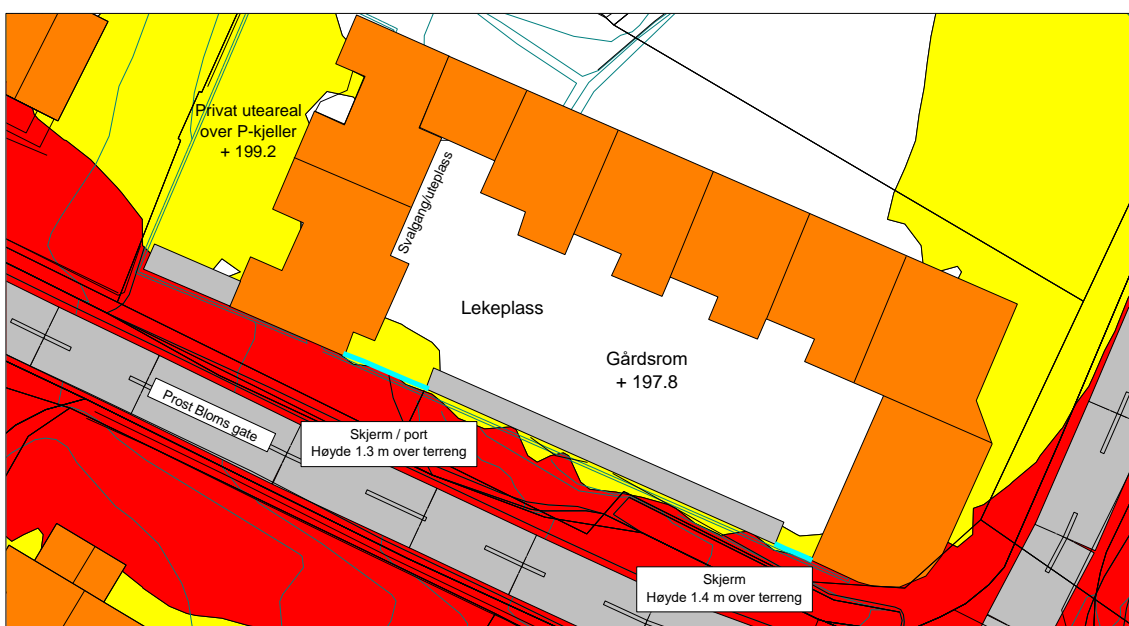 Privat uteareal
over P-kjeller
+ 199.2
Svalgang/uteplass
Lekeplass
Gårdsrom
+ 197.8
Prost Bloms gate
Skjerm / port
Høyde 1.3 m over terreng
Skjerm
Høyde 1.4 m over terreng